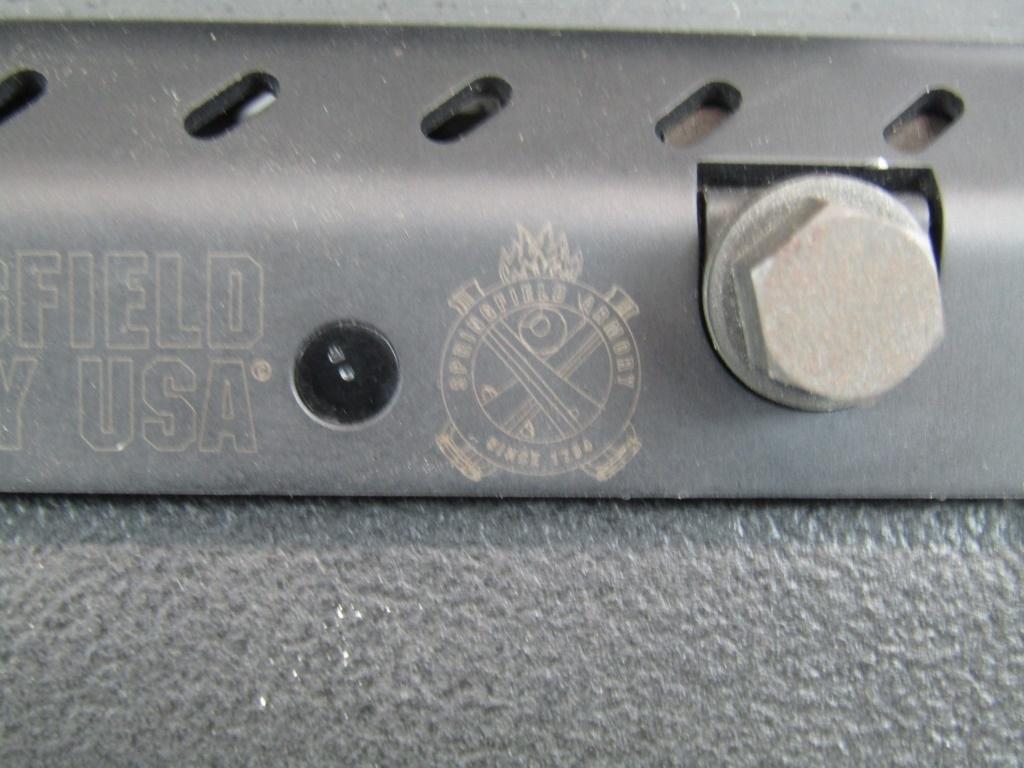 GFIELD
Y USA®
SPRINGFIELD ARMORY
SINCE 1794